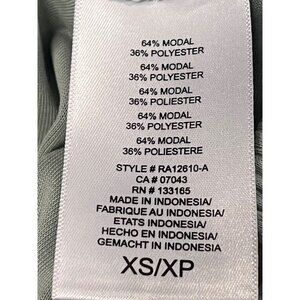 64% MODAL
36% POLYESTER
64% MODAL
36% POLYESTER
64% MODAL
36% POLIESTER
64% MODAL
36% POLYESTER
64% MODAL
36% POLIESTERE
STYLE # RA12610-A
CA # 07043
RN # 133165
MADE IN INDONESIA/
FABRIQUE AU INDONESIA/
ETATS INDONESIA/
HECHO EN INDONESIA/
GEMACHT IN INDONESIA
XS/XP